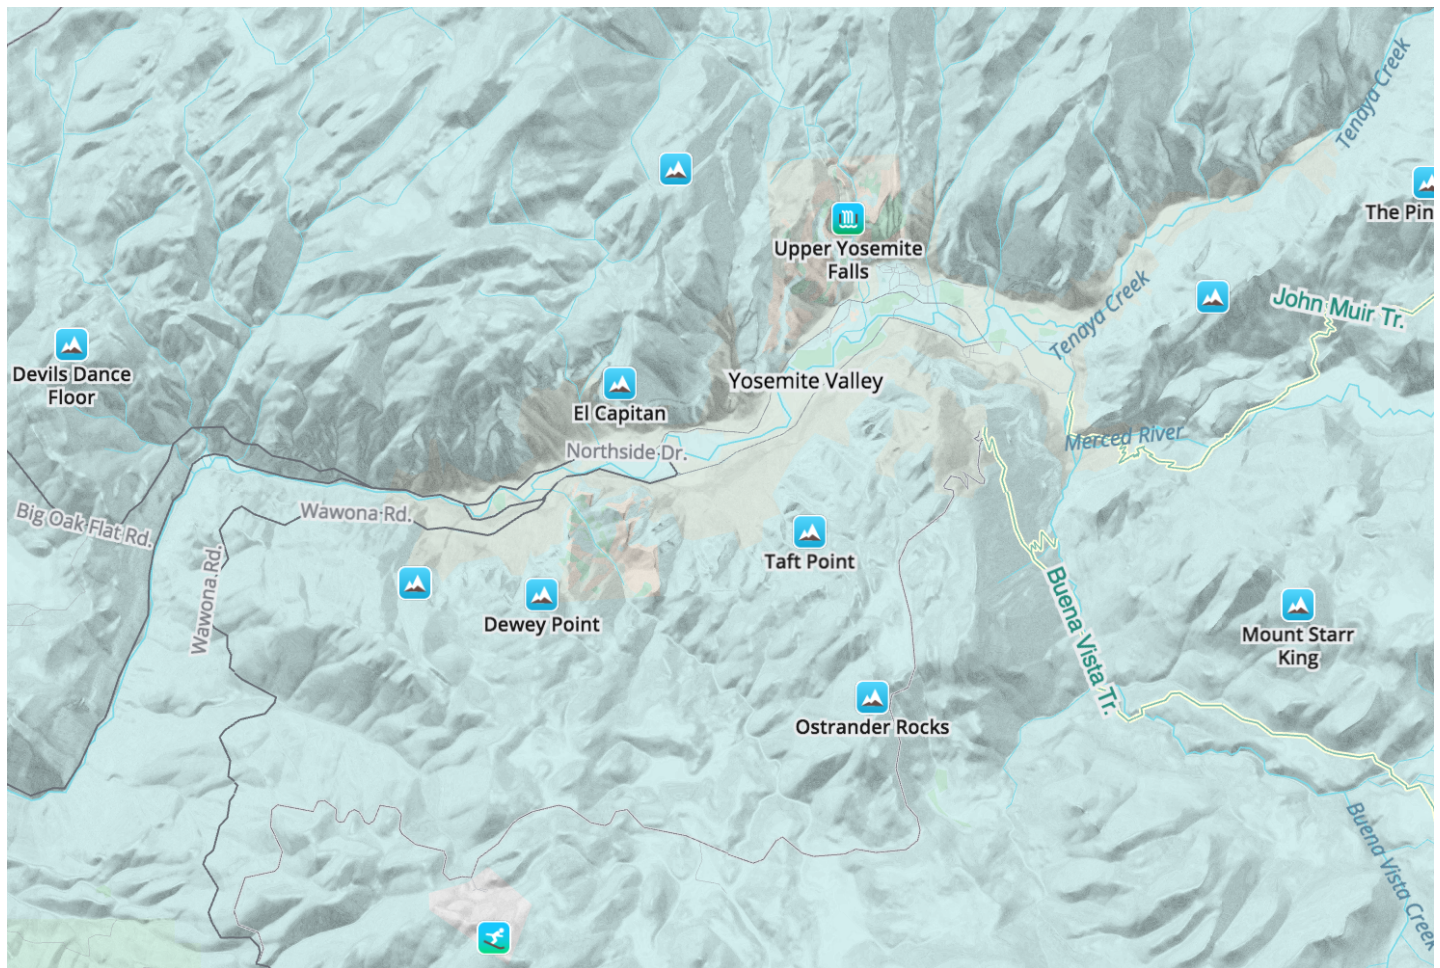 Tenaya Creek
The Pin
Upper Yosemite
Falls
John Muir Tr.
Tenaya Creek
Devils Dance
Floor
Yosemite Valley
El Capitan
Merced River
Northside Dr.
Big Oak Flat Rd.
Wawona Rd.
Taft Point
Wawona Rd.
Dewey Point
Buena Vista Tr.
Mount Starr
King
Ostrander Rocks
Buena Vista Creek